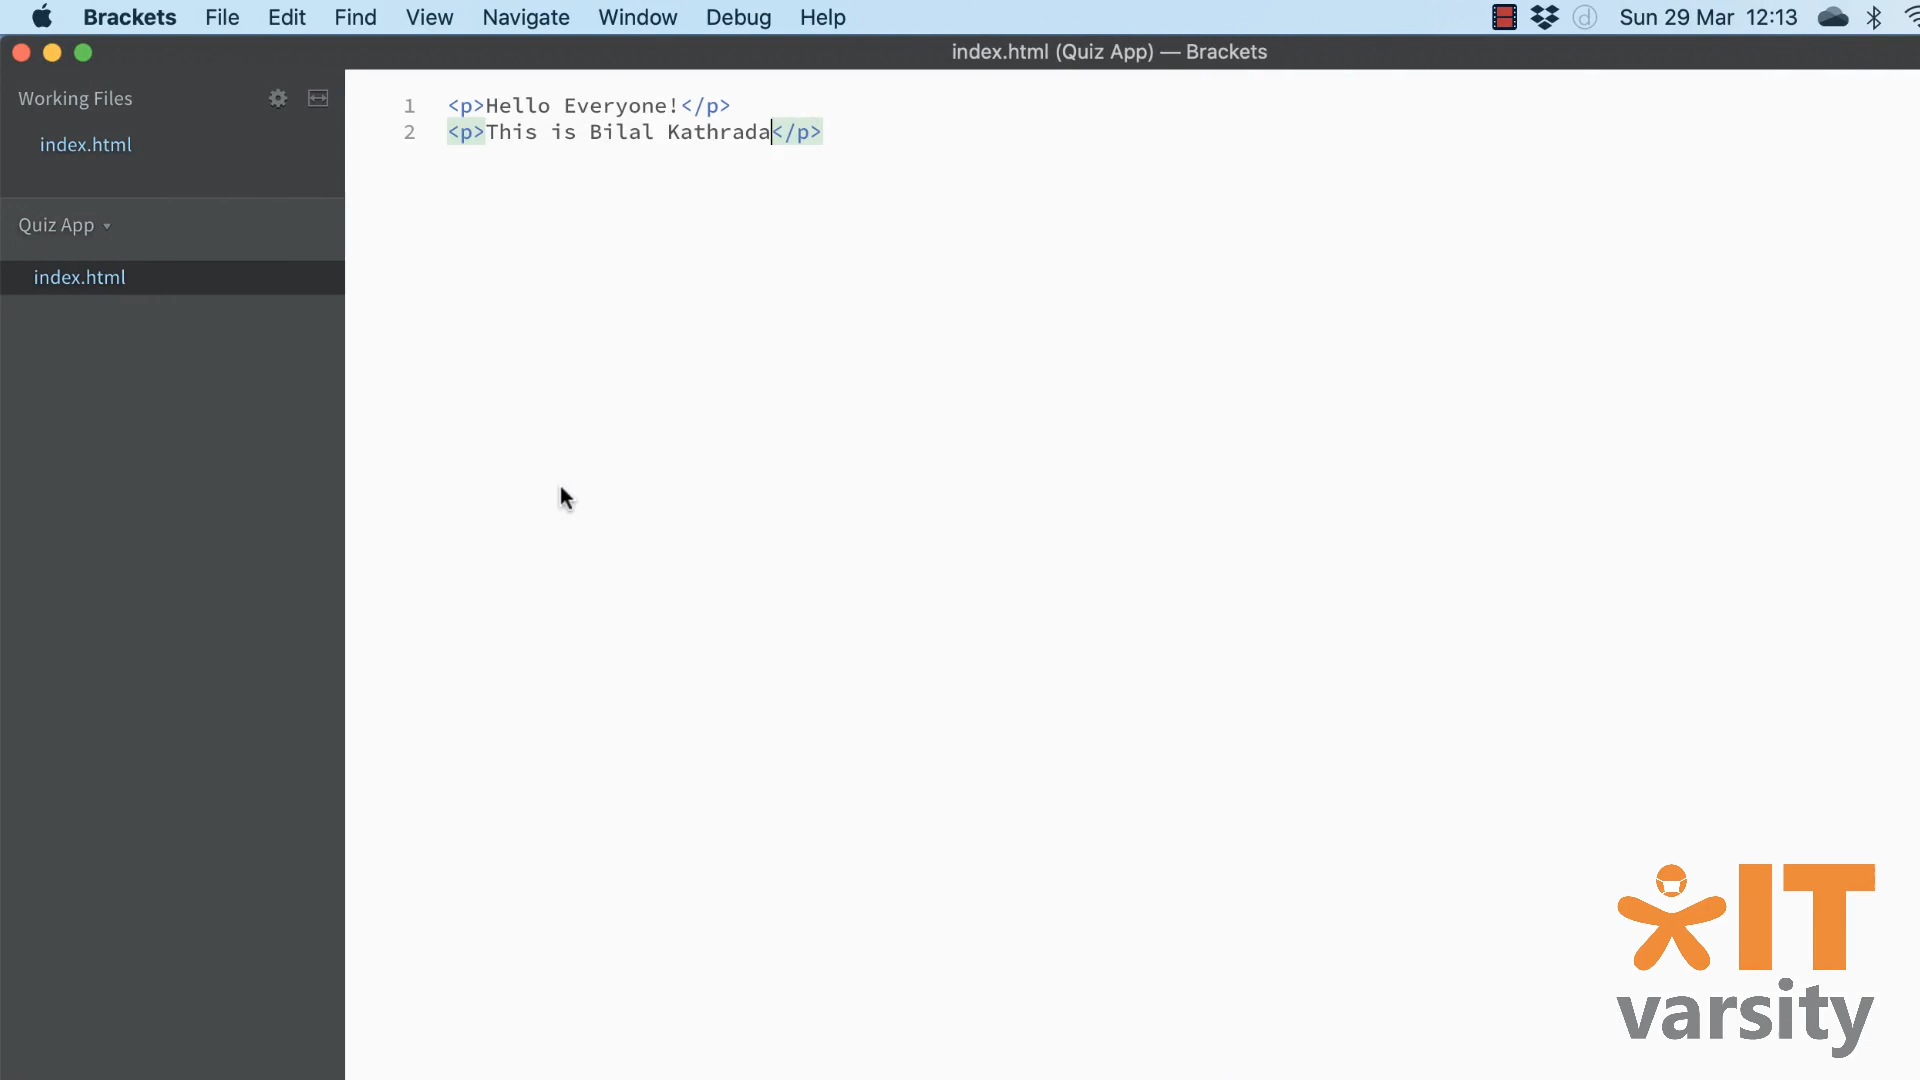 Brackets File Edit Find View Navigate Window Debug Help Sun 29 Mar 12:13
index.html (Quiz App) — Brackets
Working Files
index.html
Quiz App
index.html
1 <p>Hello Everyone!</p>
2 <p>This is Bilal Kathrada</p>
IT
varsity